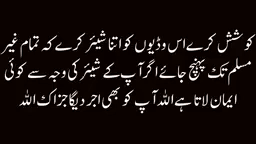 کوشش کرے اس وڈیوں کو اتنا شیئر کرے کہ تمام غیر
مسلم تک پہنچ جائے اگر آپ کے شیئر کی وجہ سے کوئی
ایمان لاتا ہے اللہ آپ کو بھی اجر دیگا جزاک اللہ